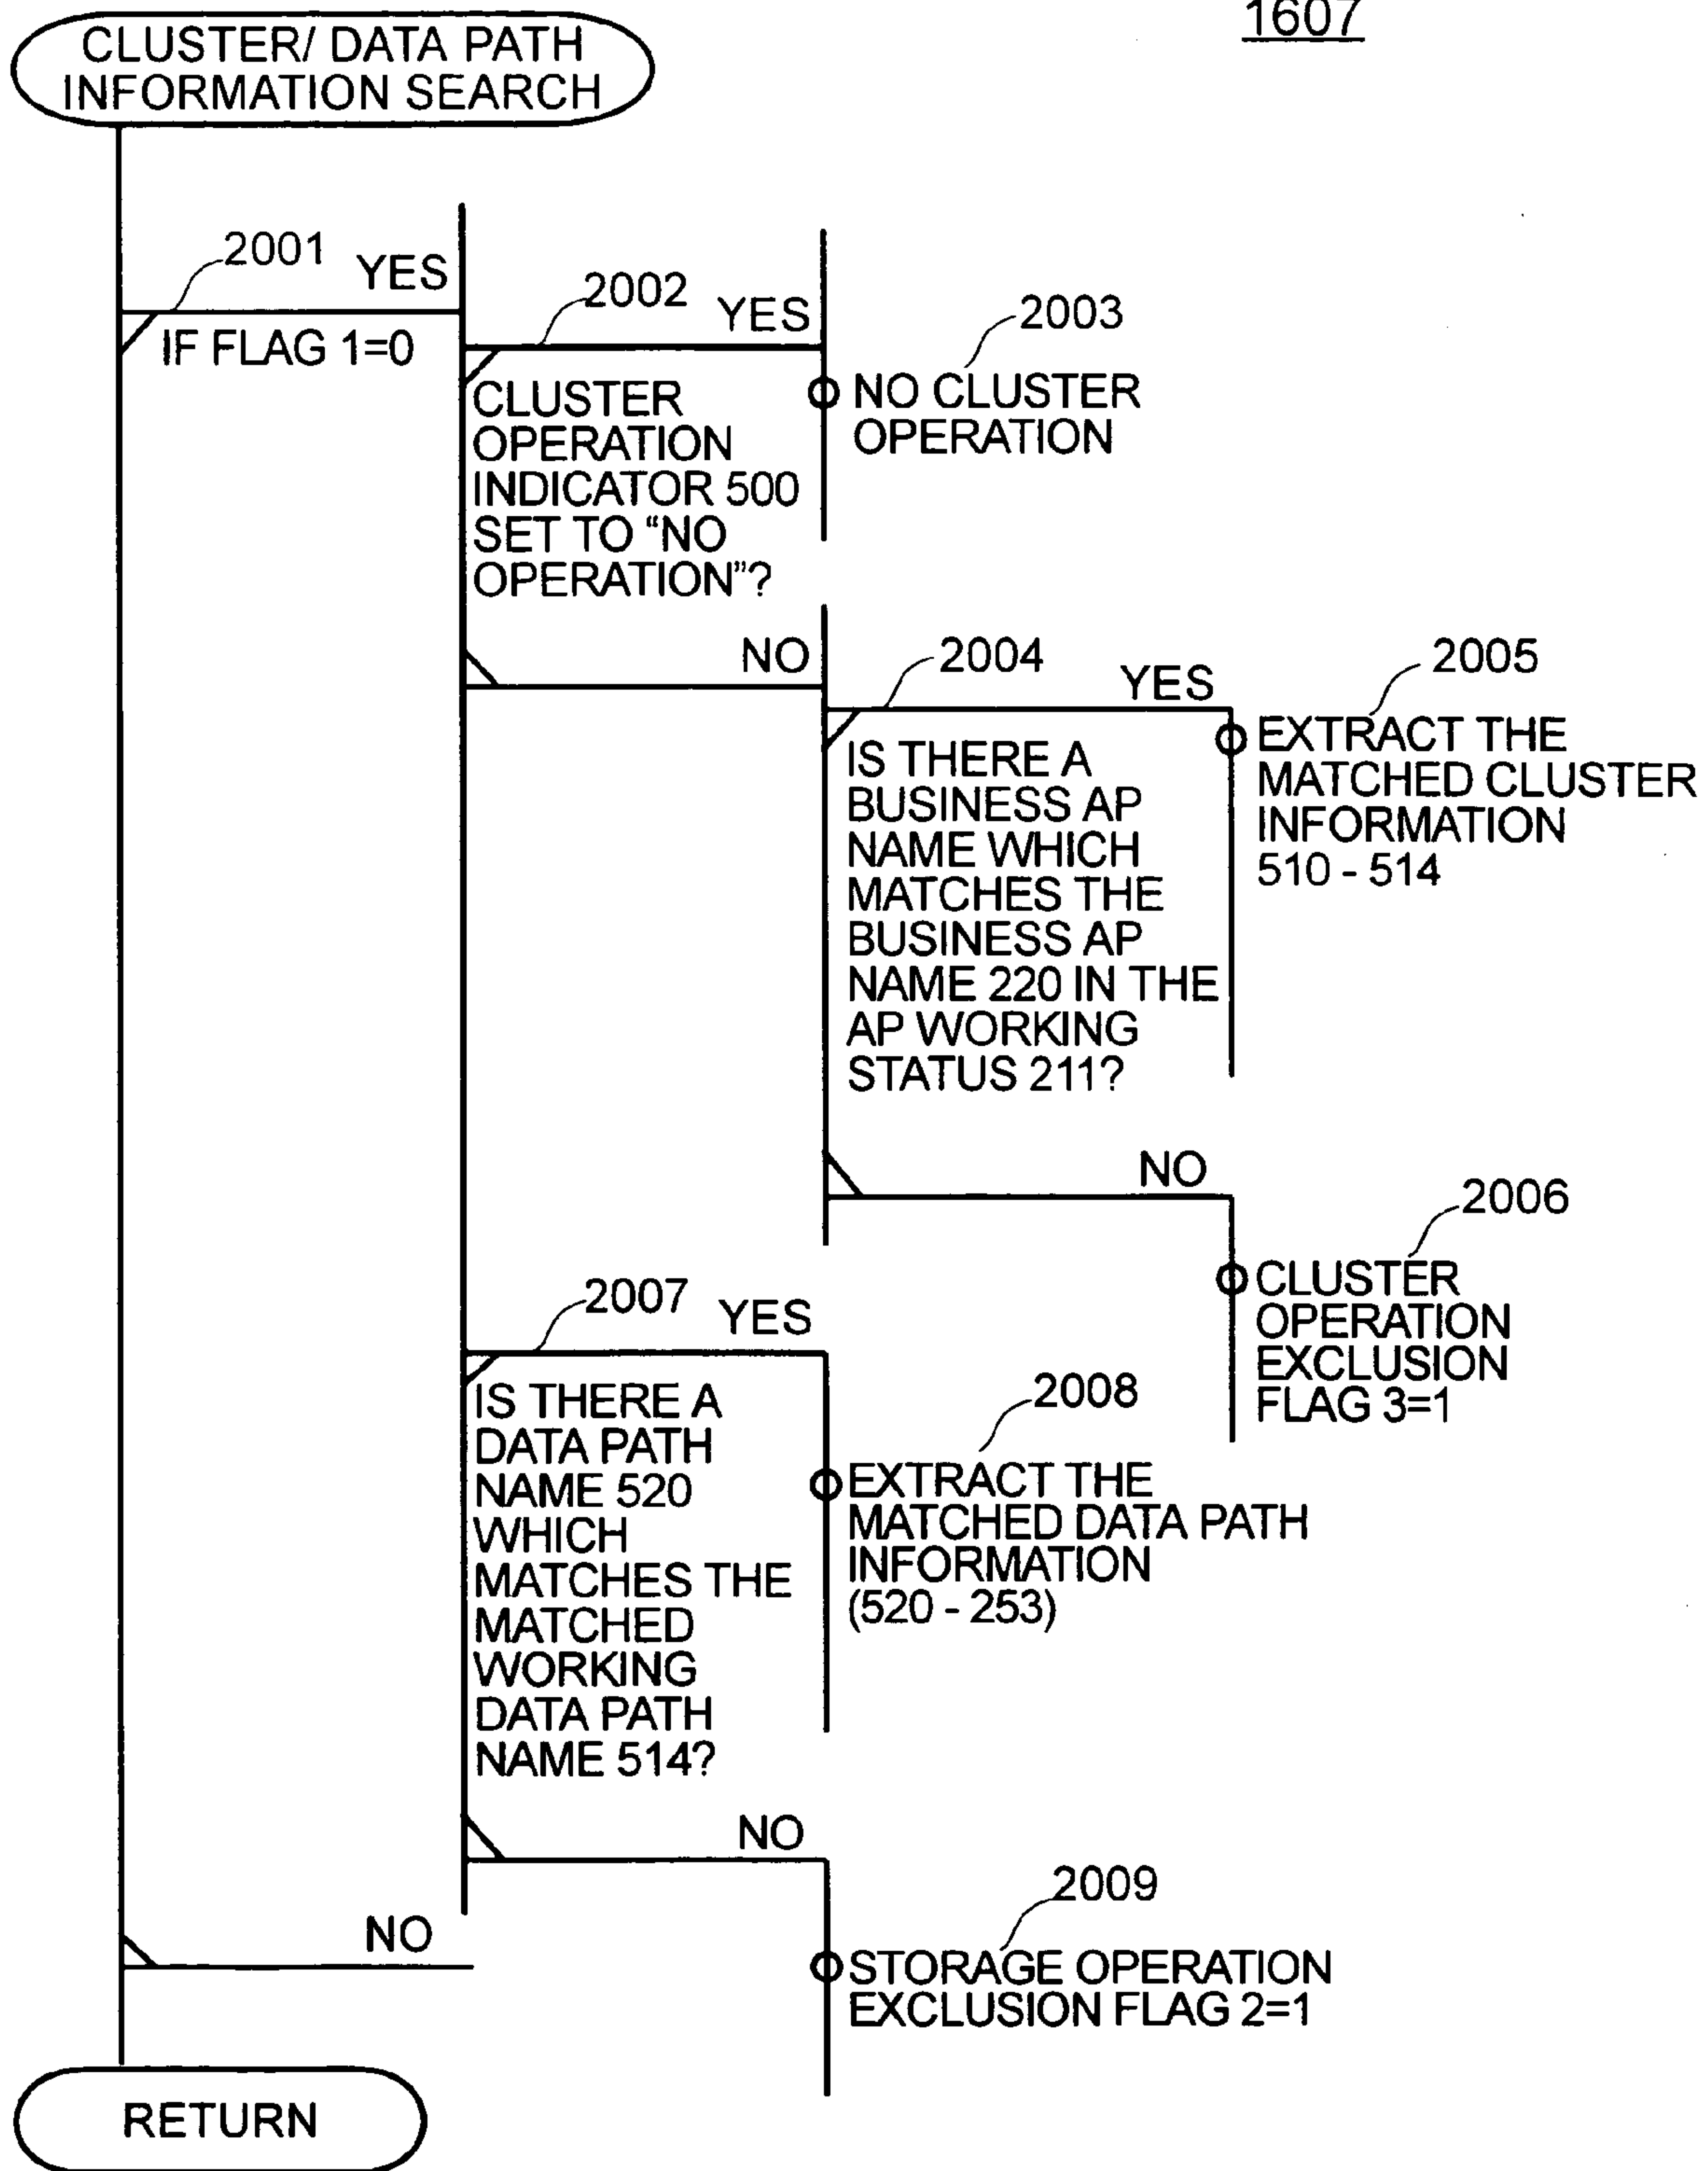 1607
CLUSTER/ DATA PATH
INFORMATION SEARCH
2001
YES
IF FLAG 1=0
2002
YES
CLUSTER
OPERATION
INDICATOR 500
SET TO “NO
OPERATION”?
2003
NO CLUSTER
OPERATION
NO
2004
YES
IS THERE A
BUSINESS AP
NAME WHICH
MATCHES THE
BUSINESS AP
NAME 220 IN THE
AP WORKING
STATUS 211?
2005
EXTRACT THE
MATCHED CLUSTER
INFORMATION
510 - 514
NO
2006
CLUSTER
OPERATION
EXCLUSION
FLAG 3=1
2007
YES
IS THERE A
DATA PATH
NAME 520
WHICH
MATCHES THE
MATCHED
WORKING
DATA PATH
NAME 514?
2008
EXTRACT THE
MATCHED DATA PATH
INFORMATION
(520 - 253)
NO
2009
STORAGE OPERATION
EXCLUSION FLAG 2=1
NO
RETURN